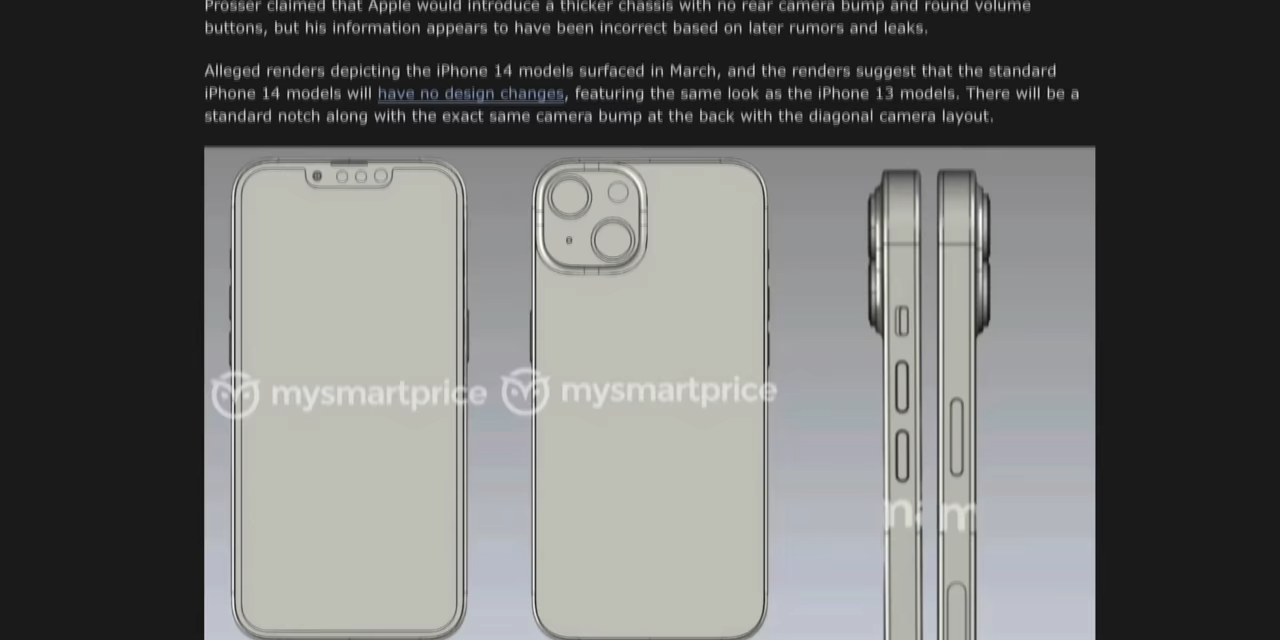 Prosser claimed that Apple would introduce a thicker chassis with no rear camera bump and round volume
buttons, but his information appears to have been incorrect based on later rumors and leaks.
Alleged renders depicting the iPhone 14 models surfaced in March, and the renders suggest that the standard
iPhone 14 models will have no design changes, featuring the same look as the iPhone 13 models. There will be a
standard notch along with the exact same camera bump at the back with the diagonal camera layout.
mysmartprice mysmartprice